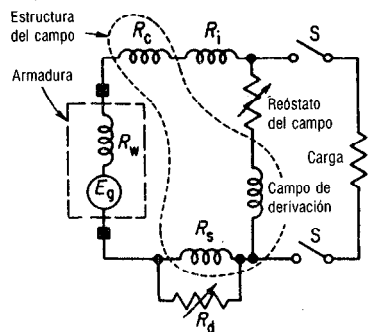 Estructura
del campo
Armadura
Rc
Ri
S
Reóstato
del campo
Rw
Eg
Carga
Campo de
derivación
Rs
S
Rd